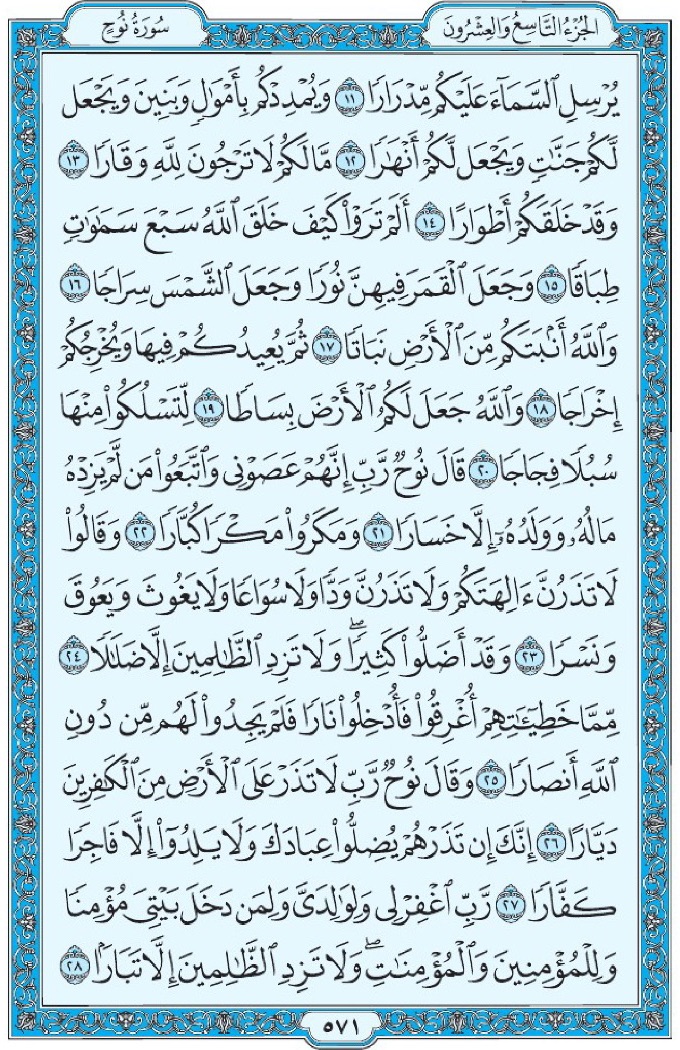 الجُزْءُ التَّاسِعُ وَالعِشْرُونَ
سُورَةُ نُوحٍ
يُرْسِلِ ٱلسَّمَآءَ عَلَيْكُم مِّدْرَارًا ١١ وَيُمْدِدْكُم بِأَمْوَٰلٍ وَبَنِينَ وَيَجْعَل
لَّكُمْ جَنَّٰتٍ وَيَجْعَل لَّكُمْ أَنْهَٰرًا ١٢ مَّا لَكُمْ لَا تَرْجُونَ لِلَّهِ وَقَارًا ١٣
وَقَدْ خَلَقَكُمْ أَطْوَارًا ١٤ أَلَمْ تَرَوْا۟ كَيْفَ خَلَقَ ٱللَّهُ سَبْعَ سَمَٰوَٰتٍ
طِبَاقًا ١٥ وَجَعَلَ ٱلْقَمَرَ فِيهِنَّ نُورًا وَجَعَلَ ٱلشَّمْسَ سِرَاجًا ١٦
وَٱللَّهُ أَنۢبَتَكُم مِّنَ ٱلْأَرْضِ نَبَاتًا ١٧ ثُمَّ يُعِيدُكُمْ فِيهَا وَيُخْرِجُكُمْ
إِخْرَاجًا ١٨ وَٱللَّهُ جَعَلَ لَكُمُ ٱلْأَرْضَ بِسَاطًا ١٩ لِّتَسْلُكُوا۟ مِنْهَا
سُبُلًا فِجَاجًا ٢٠ قَالَ نُوحٌ رَّبِّ إِنَّهُمْ عَصَوْنِى وَٱتَّبَعُوا۟ مَن لَّمْ يَزِدْهُ
مَالُهُۥ وَوَلَدُهُۥٓ إِلَّا خَسَارًا ٢١ وَمَكَرُوا۟ مَكْرًا كُبَّارًا ٢٢ وَقَالُوا۟
لَا تَذَرُنَّ ءَالِهَتَكُمْ وَلَا تَذَرُنَّ وَدًّا وَلَا سُوَاعًا وَلَا يَغُوثَ وَيَعُوقَ
وَنَسْرًا ٢٣ وَقَدْ أَضَلُّوا۟ كَثِيرًا ۖ وَلَا تَزِدِ ٱلظَّٰلِمِينَ إِلَّا ضَلَٰلًا ٢٤
مِّمَّا خَطِيٓـَٰٔتِهِمْ أُغْرِقُوا۟ فَأُدْخِلُوا۟ نَارًا فَلَمْ يَجِدُوا۟ لَهُم مِّن دُونِ
ٱللَّهِ أَنصَارًا ٢٥ وَقَالَ نُوحٌ رَّبِّ لَا تَذَرْ عَلَى ٱلْأَرْضِ مِنَ ٱلْكَٰفِرِينَ
دَيَّارًا ٢٦ إِنَّكَ إِن تَذَرْهُمْ يُضِلُّوا۟ عِبَادَكَ وَلَا يَلِدُوٓا۟ إِلَّا فَاجِرًا
كَفَّارًا ٢٧ رَّبِّ ٱغْفِرْ لِى وَلِوَٰلِدَىَّ وَلِمَن دَخَلَ بَيْتِىَ مُؤْمِنًا
وَلِلْمُؤْمِنِينَ وَٱلْمُؤْمِنَٰتِ ۖ وَلَا تَزِدِ ٱلظَّٰلِمِينَ إِلَّا تَبَارًۢا ٢٨
٥٧١